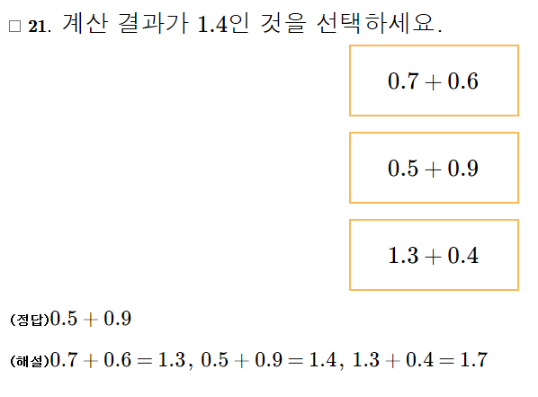 □ 21. 계산 결과가 1.4인 것을 선택하세요.
0.7 + 0.6
0.5 + 0.9
1.3 + 0.4
(정답)0.5 + 0.9
(해설)0.7 + 0.6 = 1.3, 0.5 + 0.9 = 1.4, 1.3 + 0.4 = 1.7